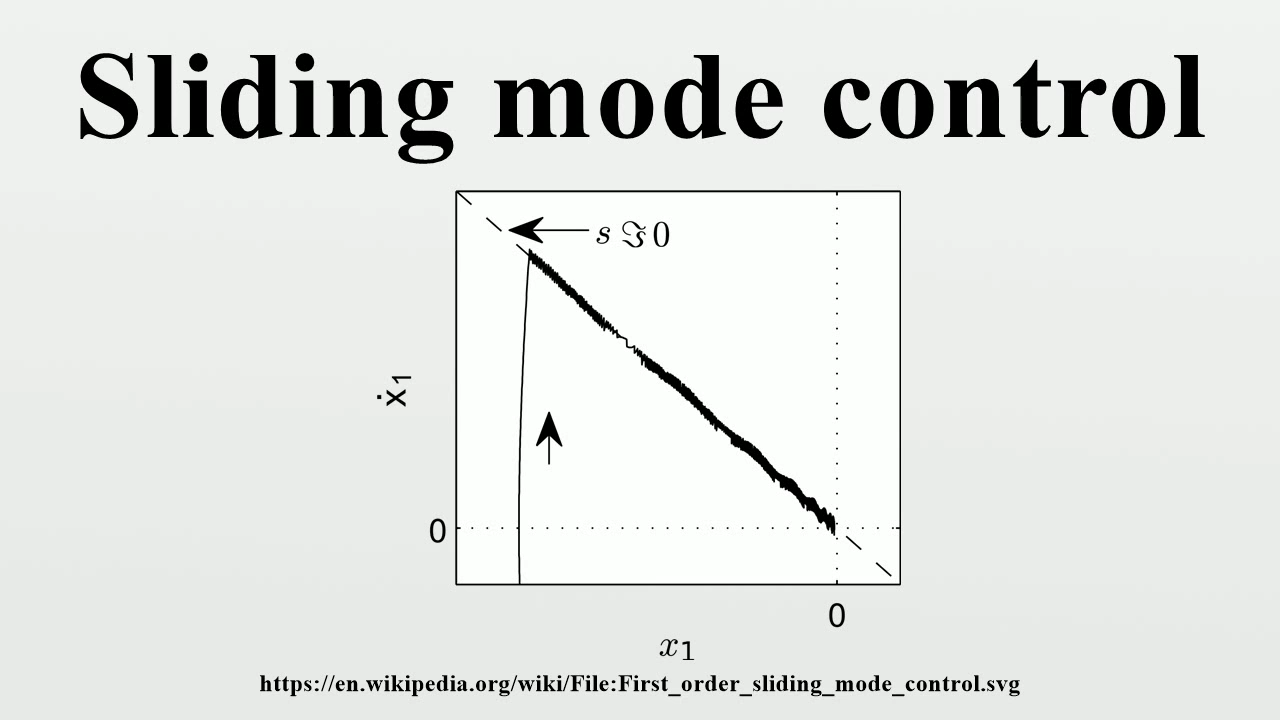 Sliding mode control
s ℑ 0
ẋ1
0
0
x1
https://en.wikipedia.org/wiki/File:First_order_sliding_mode_control.svg